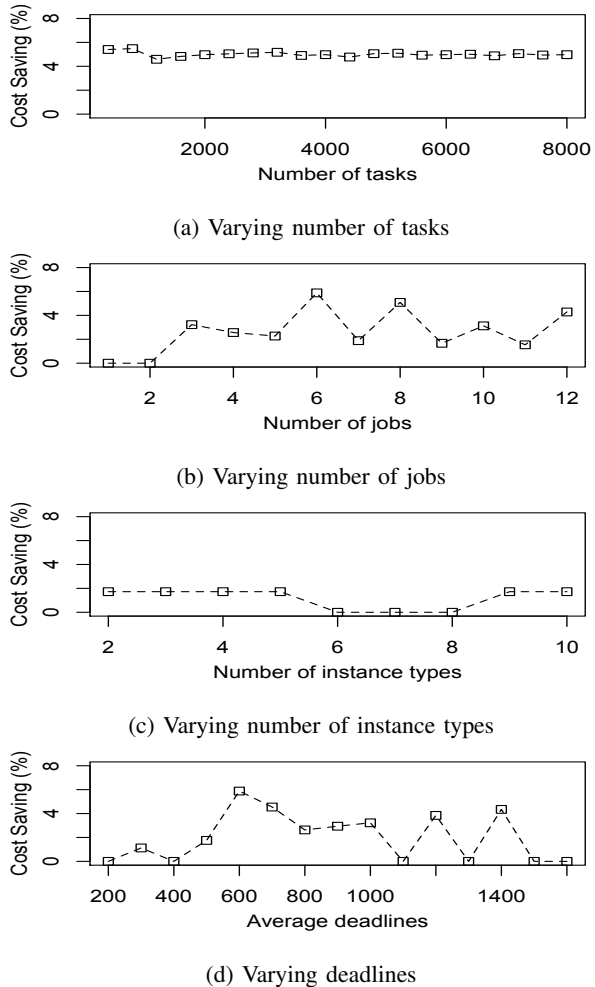 Cost Saving (%)
8
4
0
2000 4000 6000 8000
Number of tasks
(a) Varying number of tasks
Cost Saving (%)
8
4
0
2 4 6 8 10 12
Number of jobs
(b) Varying number of jobs
Cost Saving (%)
8
4
0
2 4 6 8 10
Number of instance types
(c) Varying number of instance types
Cost Saving (%)
8
4
0
200 400 600 800 1000 1400
Average deadlines
(d) Varying deadlines